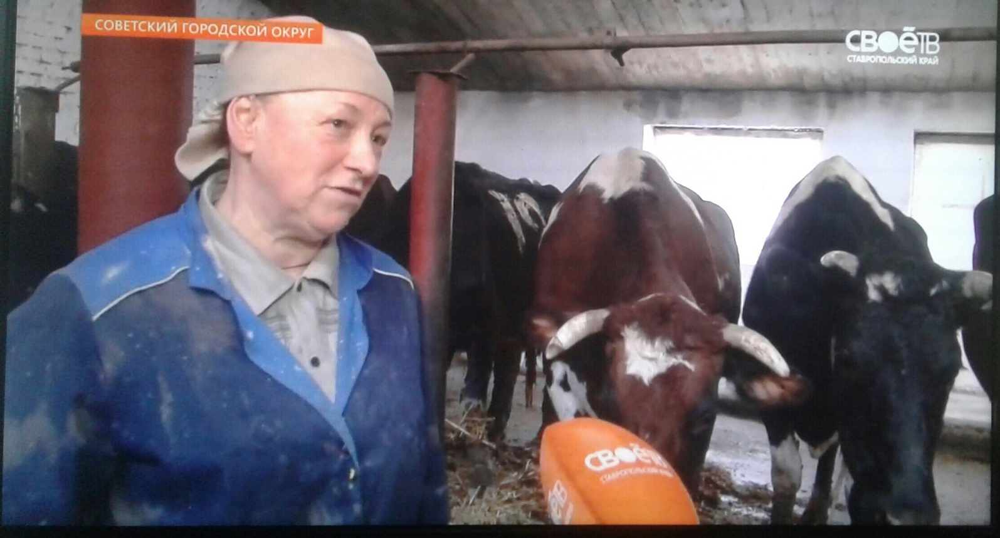 СОВЕТСКИЙ ГОРОДСКОЙ ОКРУГ
СВОЁТВ
СТАВРОПОЛЬСКИЙ КРАЙ
СВОЁТВ
СТАВРОПОЛЬСКИЙ КРАЙ